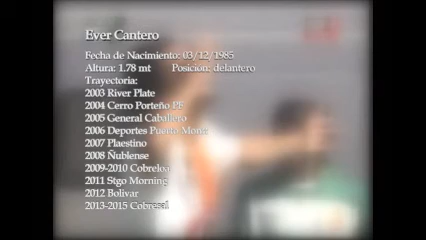 Ever Cantero
Fecha de Nacimiento: 03/12/1985
Altura: 1.78 mt Posición: delantero
Trayectoria:
2003 River Plate
2004 Cerro Porteño PF
2005 General Caballero
2006 Deportes Puerto Montt
2007 Plaestino
2008 Ñublense
2009-2010 Cobreloa
2011 Stgo Morning
2012 Bolivar
2013-2015 Cobresal